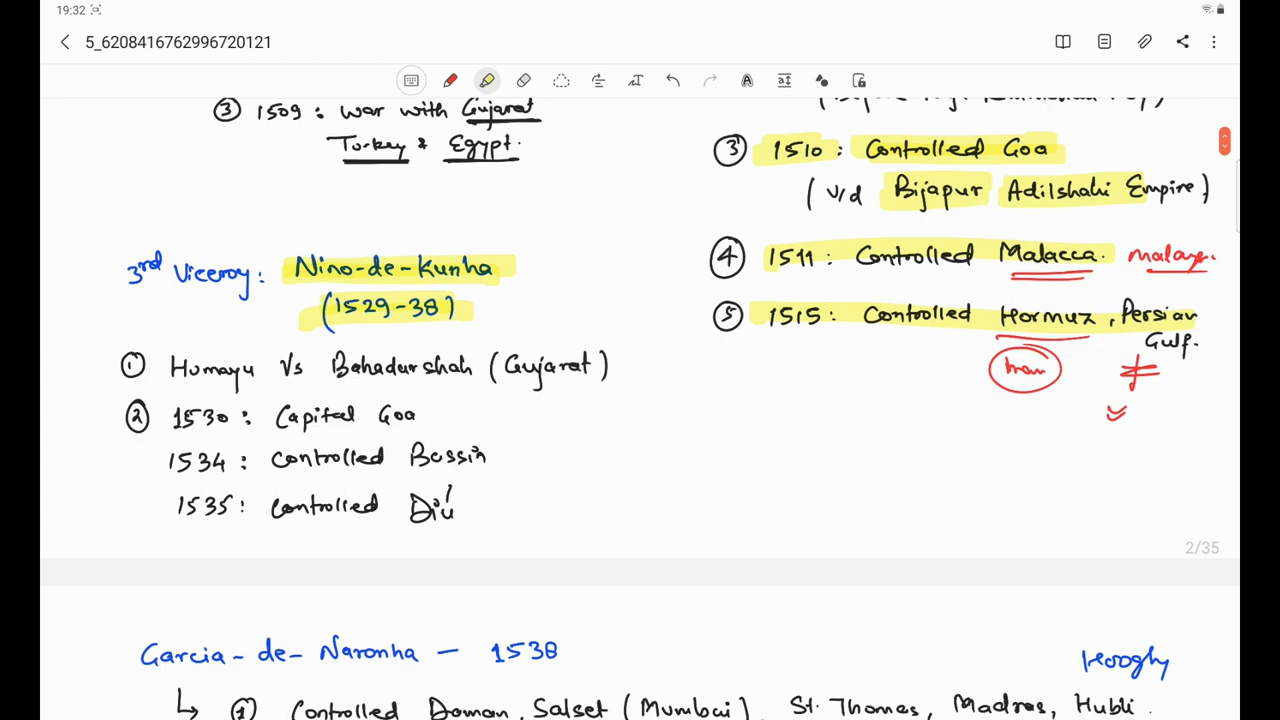 19:32
5_6208416762996720121
③ 1509 : war with Gujarat
Turkey & Egypt.
3rd Viceroy: Nino-de-Kunha
(1529-38)
① Humayu Vs Bahadurshah (Gujarat)
② 1530 : Capital Goa
1534 : Controlled Bassin
1535 : Controlled Diu
③ 1510 : Controlled Goa
( v/d Bijapur Adilshahi Empire )
④ 1511 : Controlled Malacca. malay
⑤ 1515 : Controlled Hormuz, Persian
Gulf.
Iran
2/35
Garcia-de-Naronha - 1538
Hooghly
① Controlled Daman, Salset (Mumbai), St. Thomas, Madras, Hubli.